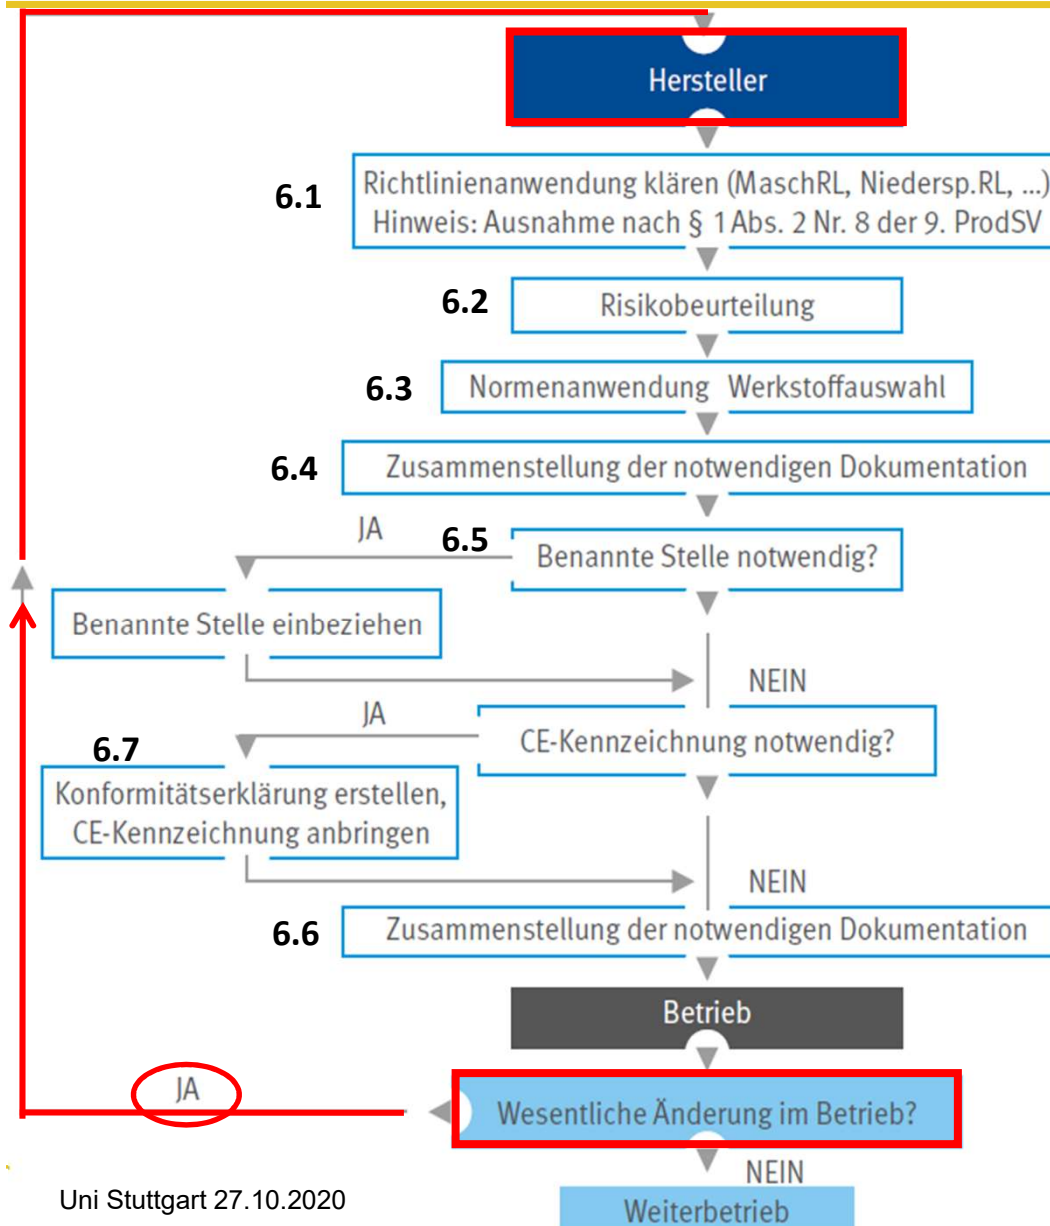 Hersteller
6.1
Richtlinienanwendung klären (MaschRL, Niedersp.RL, ...)
Hinweis: Ausnahme nach § 1 Abs. 2 Nr. 8 der 9. ProdSV
6.2
Risikobeurteilung
6.3
Normenanwendung Werkstoffauswahl
6.4
Zusammenstellung der notwendigen Dokumentation
JA
6.5
Benannte Stelle notwendig?
Benannte Stelle einbeziehen
NEIN
JA
CE-Kennzeichnung notwendig?
6.7
Konformitätserklärung erstellen,
CE-Kennzeichnung anbringen
NEIN
6.6
Zusammenstellung der notwendigen Dokumentation
Betrieb
JA
Wesentliche Änderung im Betrieb?
NEIN
Uni Stuttgart 27.10.2020
Weiterbetrieb